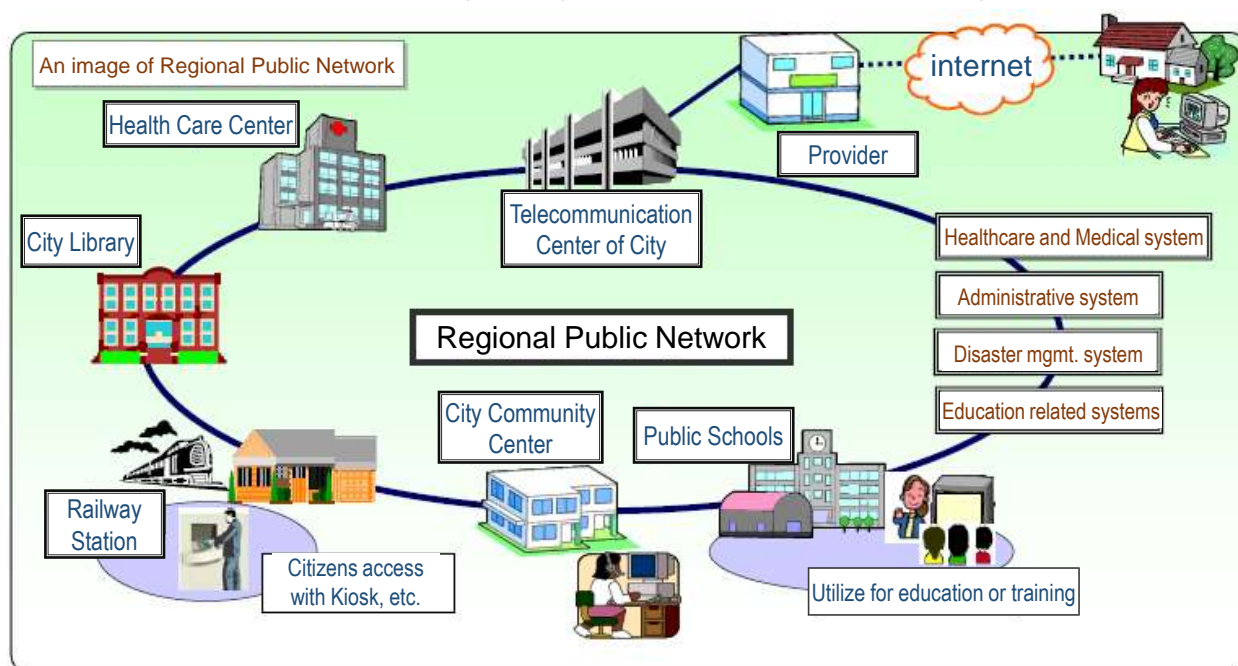 An image of Regional Public Network
internet
Health Care Center
Provider
City Library
Telecommunication
Center of City
Healthcare and Medical system
Administrative system
Disaster mgmt. system
Education related systems
Regional Public Network
City Community
Center
Public Schools
Railway
Station
Citizens access
with Kiosk, etc.
Utilize for education or training